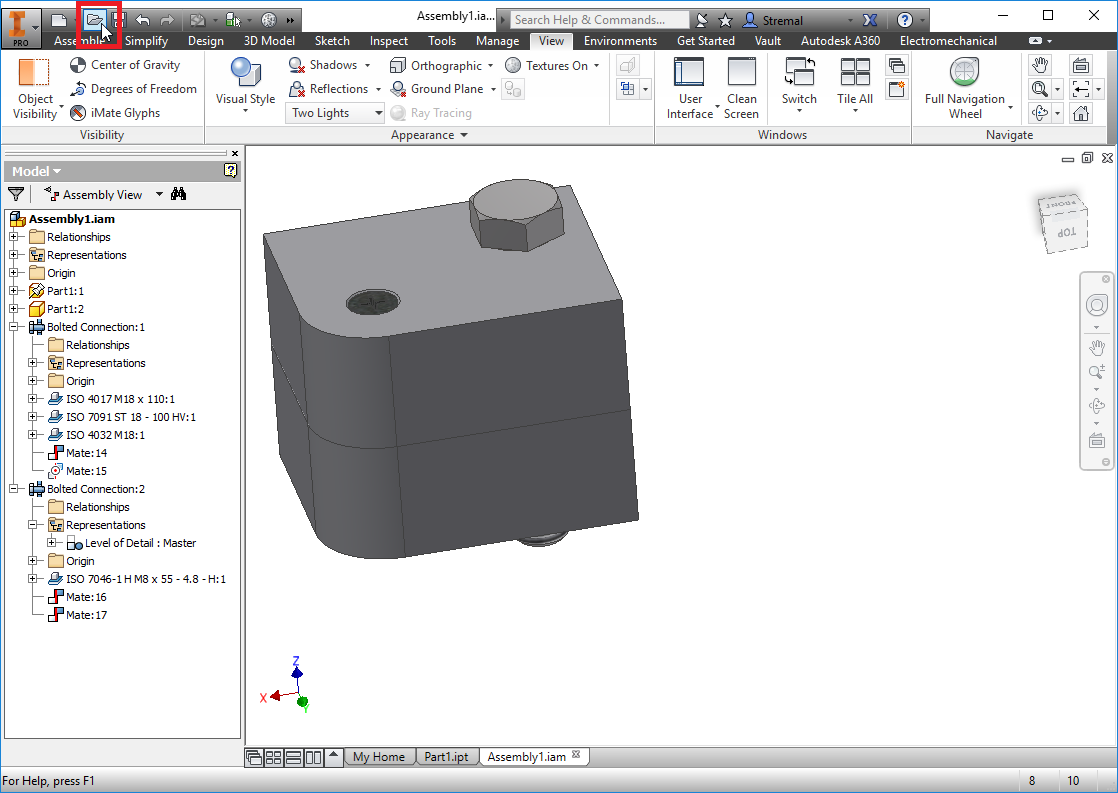 PRO
Assembly1.ia...
Search Help & Commands...
Stremal
Simplify
Design
3D Model
Sketch
Inspect
Tools
Manage
View
Environments
Get Started
Vault
Autodesk A360
Electromechanical
Object
Visibility
Center of Gravity
Degrees of Freedom
iMate Glyphs
Visibility
Visual Style
Shadows
Reflections
Two Lights
Orthographic
Ground Plane
Ray Tracing
Textures On
Appearance
User
Interface
Clean
Screen
Switch
Tile All
Windows
Full Navigation
Wheel
Navigate
Model
Assembly View
Assembly1.iam
Relationships
Representations
Origin
Part1:1
Part1:2
Bolted Connection:1
Relationships
Representations
Origin
ISO 4017 M18 x 110:1
ISO 7091 ST 18 - 100 HV:1
ISO 4032 M18:1
Mate:14
Mate:15
Bolted Connection:2
Relationships
Representations
Level of Detail : Master
Origin
ISO 7046-1 H M8 x 55 - 4.8 - H:1
Mate:16
Mate:17
FRONT
TOP
Z
X
Y
My Home
Part1.ipt
Assembly1.iam
For Help, press F1
8
10